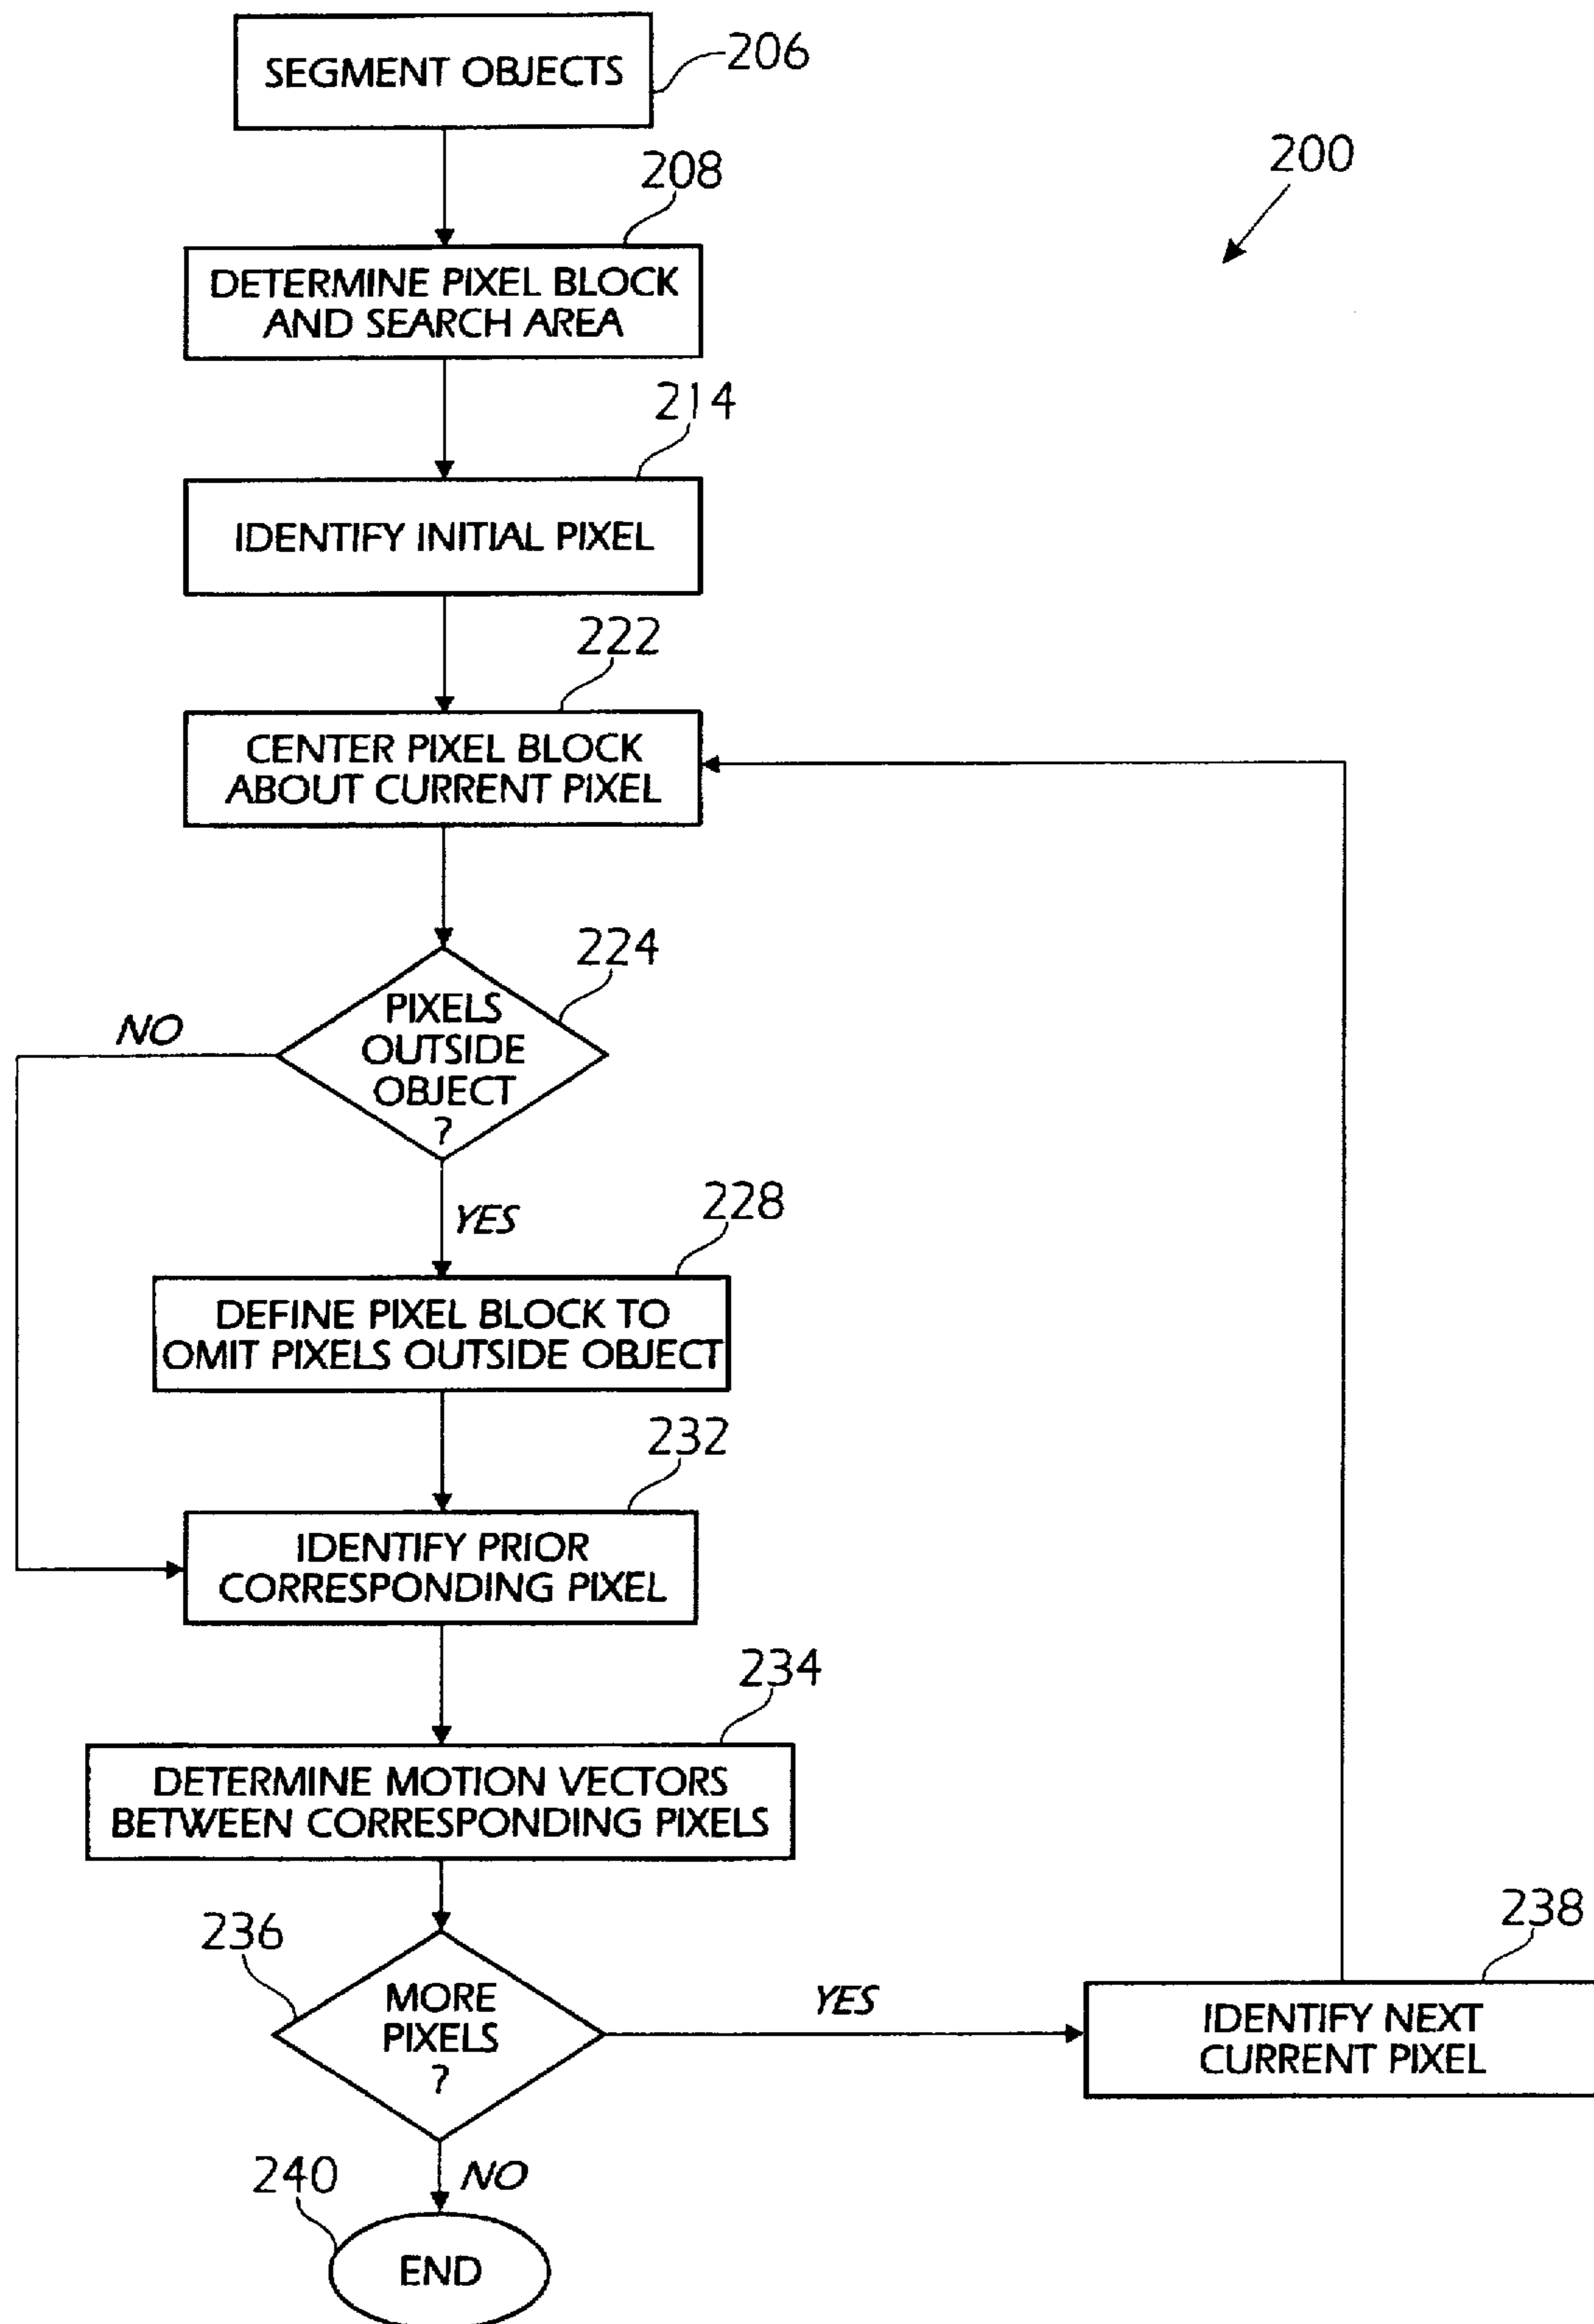 SEGMENT OBJECTS
206
200
208
DETERMINE PIXEL BLOCK
AND SEARCH AREA
214
IDENTIFY INITIAL PIXEL
222
CENTER PIXEL BLOCK
ABOUT CURRENT PIXEL
224
PIXELS
OUTSIDE
OBJECT
?
NO
YES
228
DEFINE PIXEL BLOCK TO
OMIT PIXELS OUTSIDE OBJECT
232
IDENTIFY PRIOR
CORRESPONDING PIXEL
234
DETERMINE MOTION VECTORS
BETWEEN CORRESPONDING PIXELS
236
MORE
PIXELS
?
YES
238
IDENTIFY NEXT
CURRENT PIXEL
NO
240
END